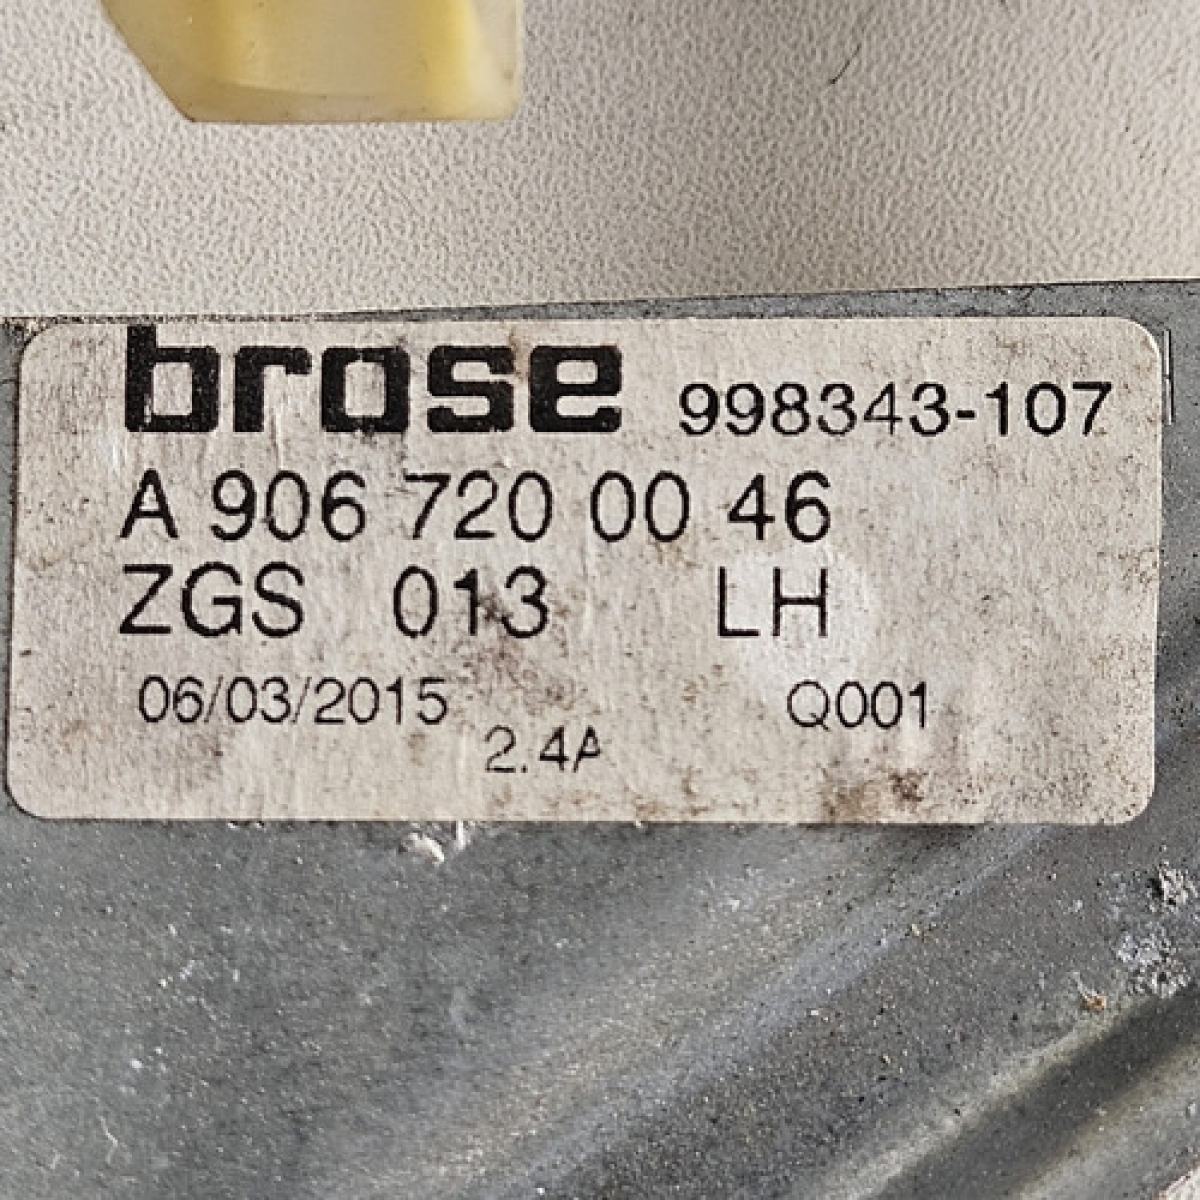 brose 998343-107
A 906 720 00 46
ZGS 013 LH
06/03/2015 Q001
2.4A